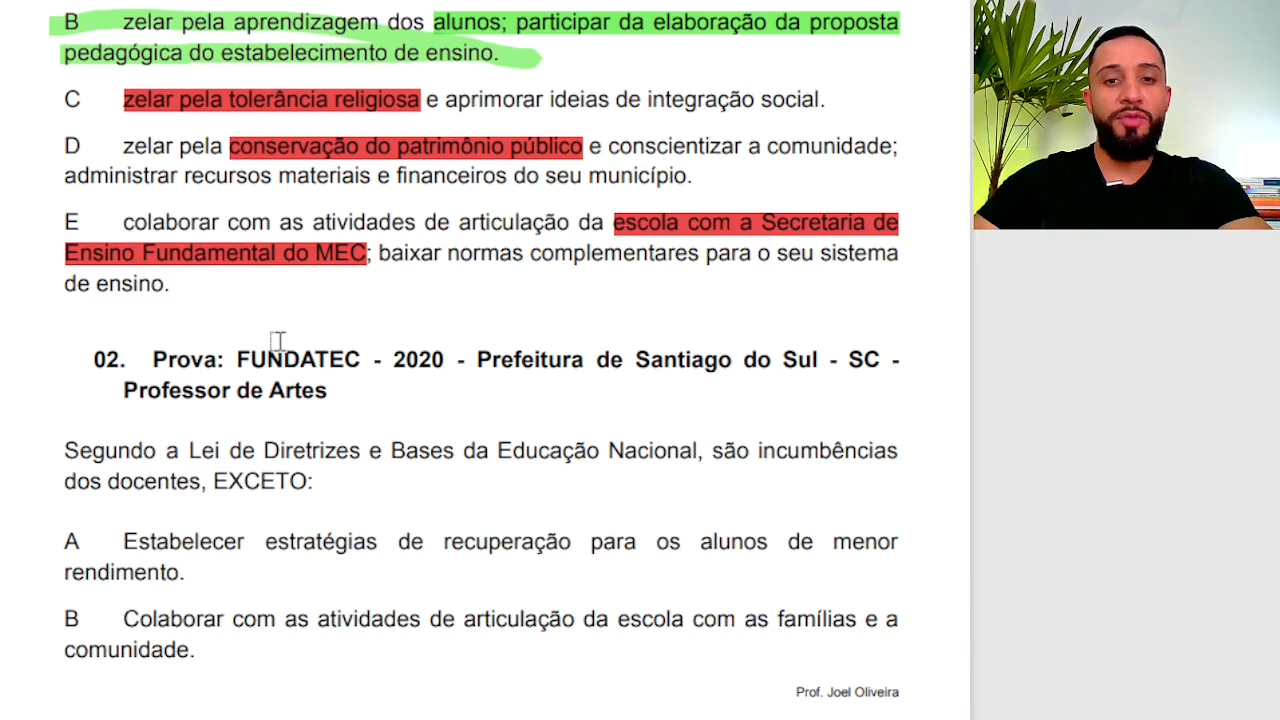 B zelar pela aprendizagem dos alunos; participar da elaboração da proposta
pedagógica do estabelecimento de ensino.
C zelar pela tolerância religiosa e aprimorar ideias de integração social.
D zelar pela conservação do patrimônio público e conscientizar a comunidade;
administrar recursos materiais e financeiros do seu município.
E colaborar com as atividades de articulação da escola com a Secretaria de
Ensino Fundamental do MEC; baixar normas complementares para o seu sistema
de ensino.
02. Prova: FUNDATEC - 2020 - Prefeitura de Santiago do Sul - SC -
Professor de Artes
Segundo a Lei de Diretrizes e Bases da Educação Nacional, são incumbências
dos docentes, EXCETO:
A Estabelecer estratégias de recuperação para os alunos de menor
rendimento.
B Colaborar com as atividades de articulação da escola com as famílias e a
comunidade.
Prof. Joel Oliveira